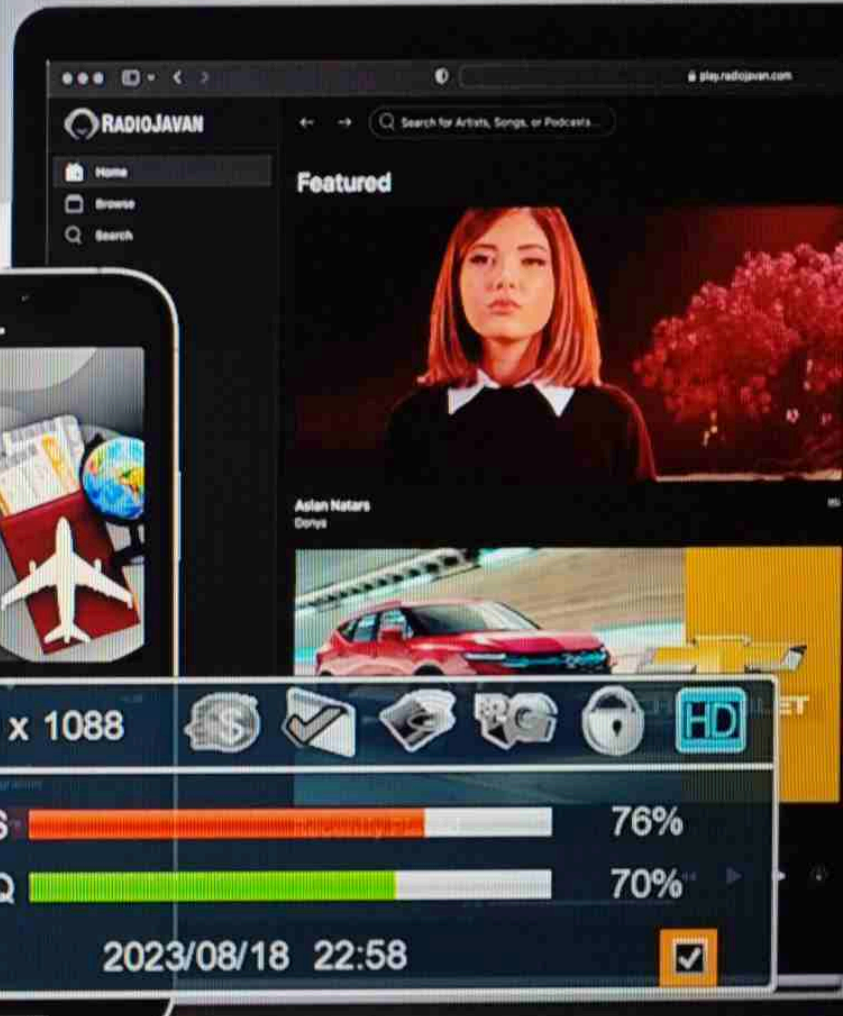 play.radiojavan.com
RADIOJAVAN
Search for Artists, Songs, or Podcasts...
Home
Browse
Search
Featured
Aslan Natars
Donya
x 1088
HD
ET
S
76%
Q
70%
2023/08/18 22:58